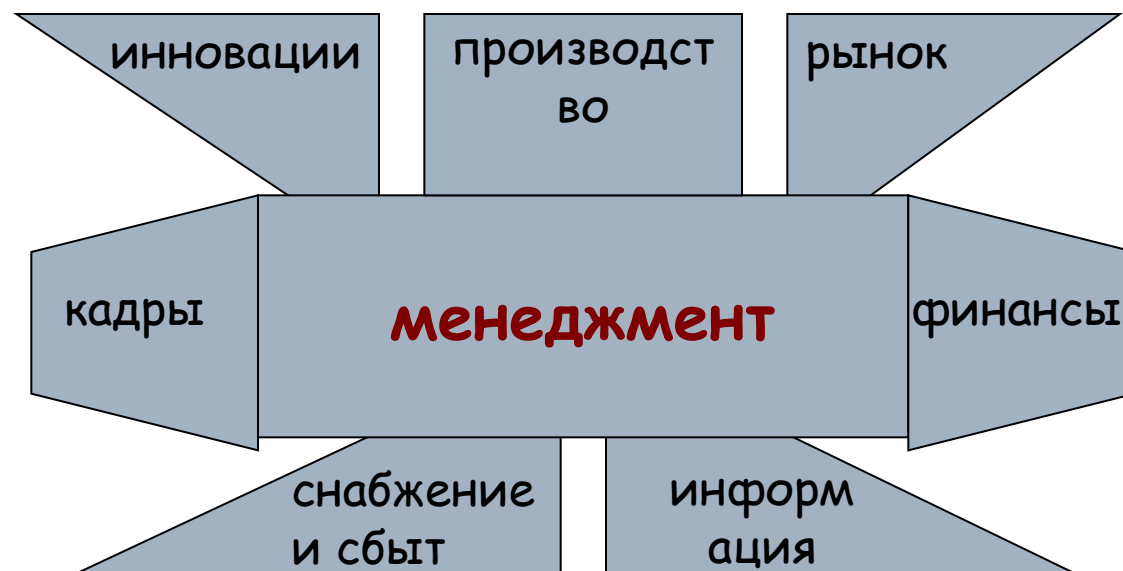 инновации
производст
во
рынок
кадры
менеджмент
финансы
снабжение
и сбыт
информ
ация